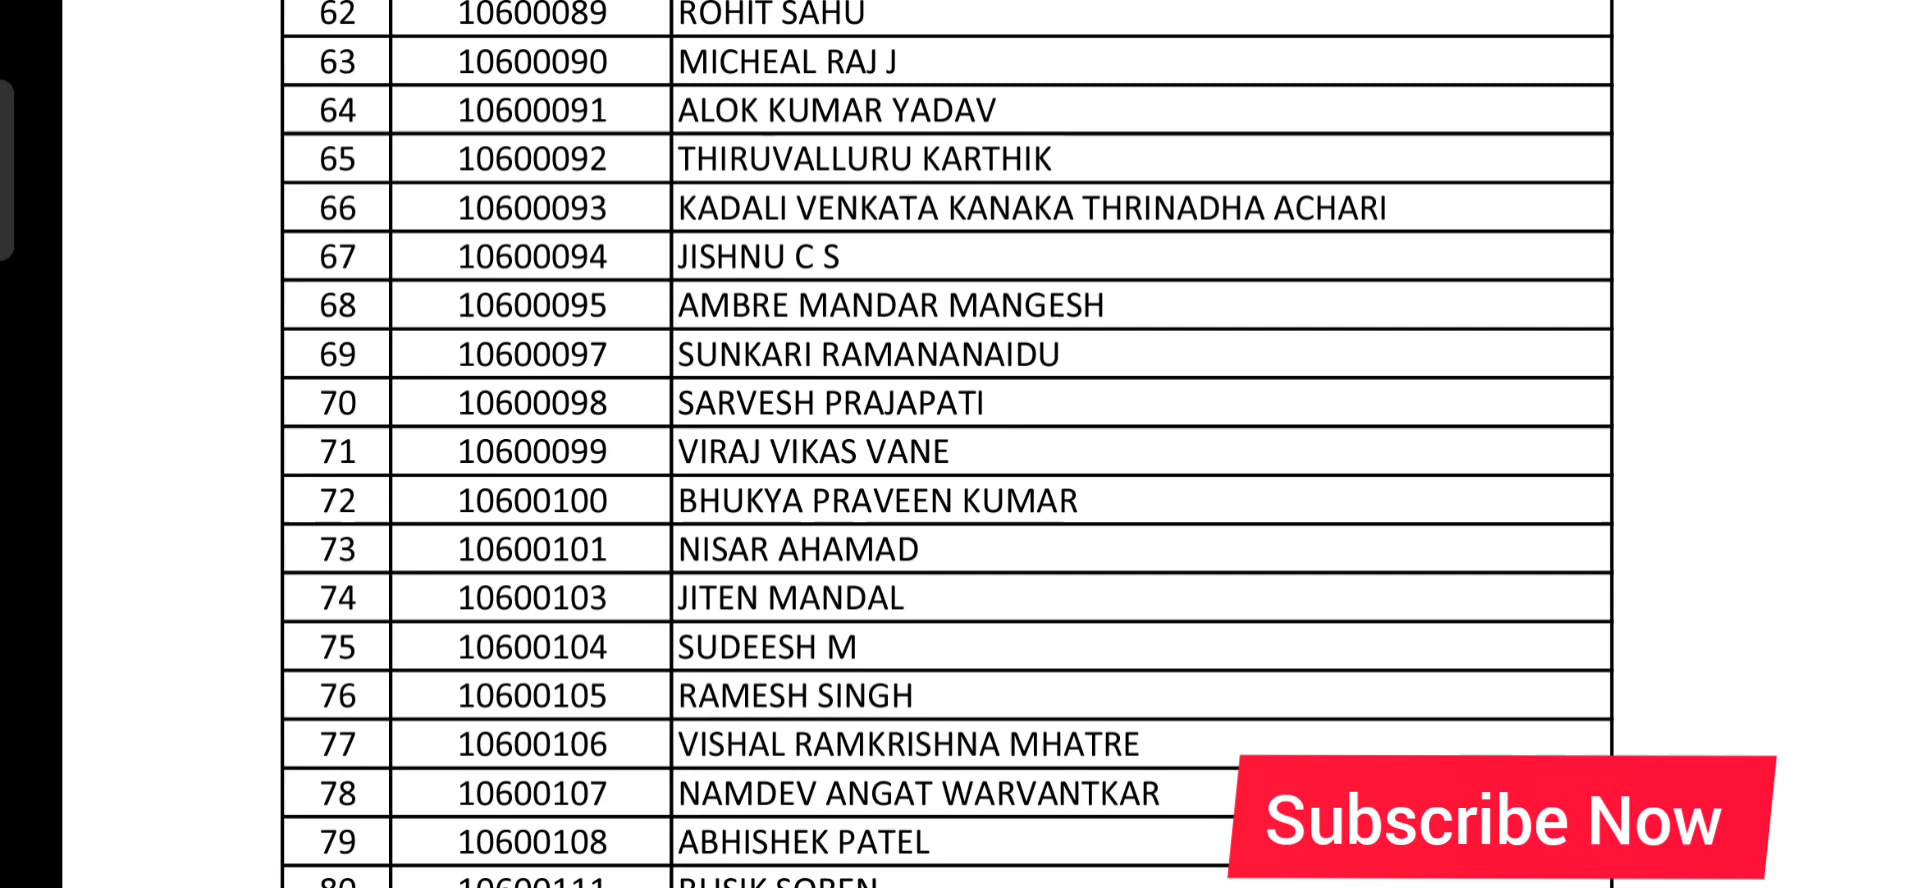 62 10600089 ROHIT SAHU
63 10600090 MICHEAL RAJ J
64 10600091 ALOK KUMAR YADAV
65 10600092 THIRUVALLURU KARTHIK
66 10600093 KADALI VENKATA KANAKA THRINADHA ACHARI
67 10600094 JISHNU C S
68 10600095 AMBRE MANDAR MANGESH
69 10600097 SUNKARI RAMANANAIDU
70 10600098 SARVESH PRAJAPATI
71 10600099 VIRAJ VIKAS VANE
72 10600100 BHUKYA PRAVEEN KUMAR
73 10600101 NISAR AHAMAD
74 10600103 JITEN MANDAL
75 10600104 SUDEESH M
76 10600105 RAMESH SINGH
77 10600106 VISHAL RAMKRISHNA MHATRE
78 10600107 NAMDEV ANGAT WARVANTKAR
79 10600108 ABHISHEK PATEL
Subscribe Now
80 10600111